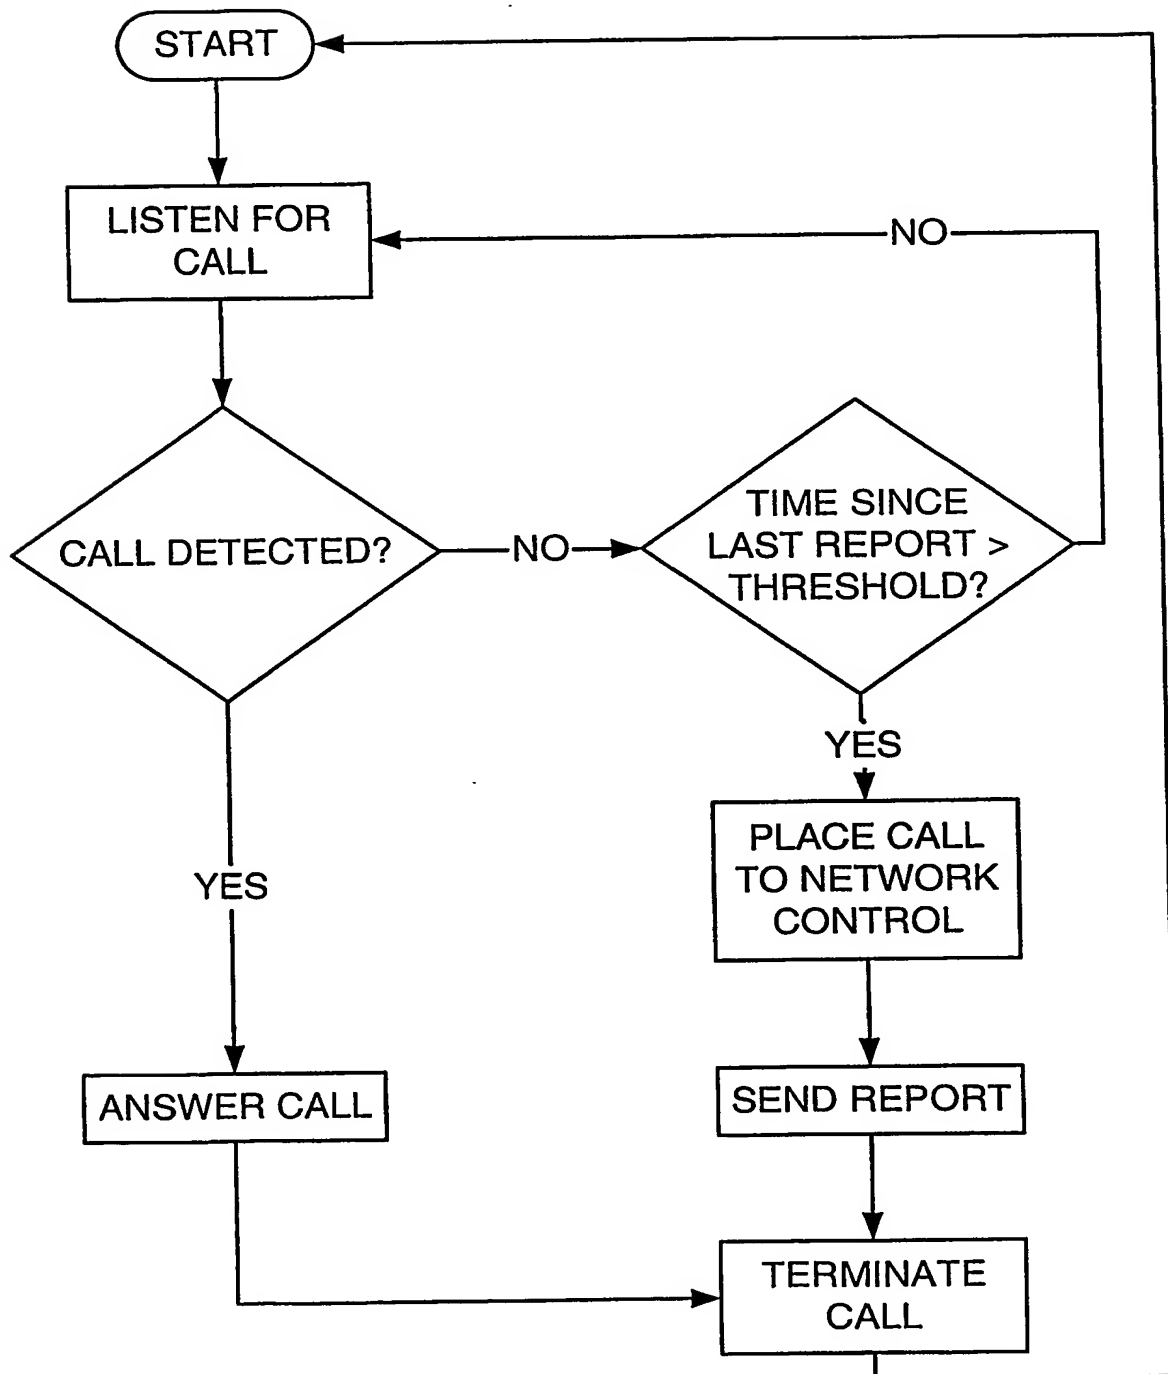 START
LISTEN FOR
CALL
NO
CALL DETECTED?
NO
TIME SINCE
LAST REPORT >
THRESHOLD?
YES
PLACE CALL
TO NETWORK
CONTROL
YES
ANSWER CALL
SEND REPORT
TERMINATE
CALL